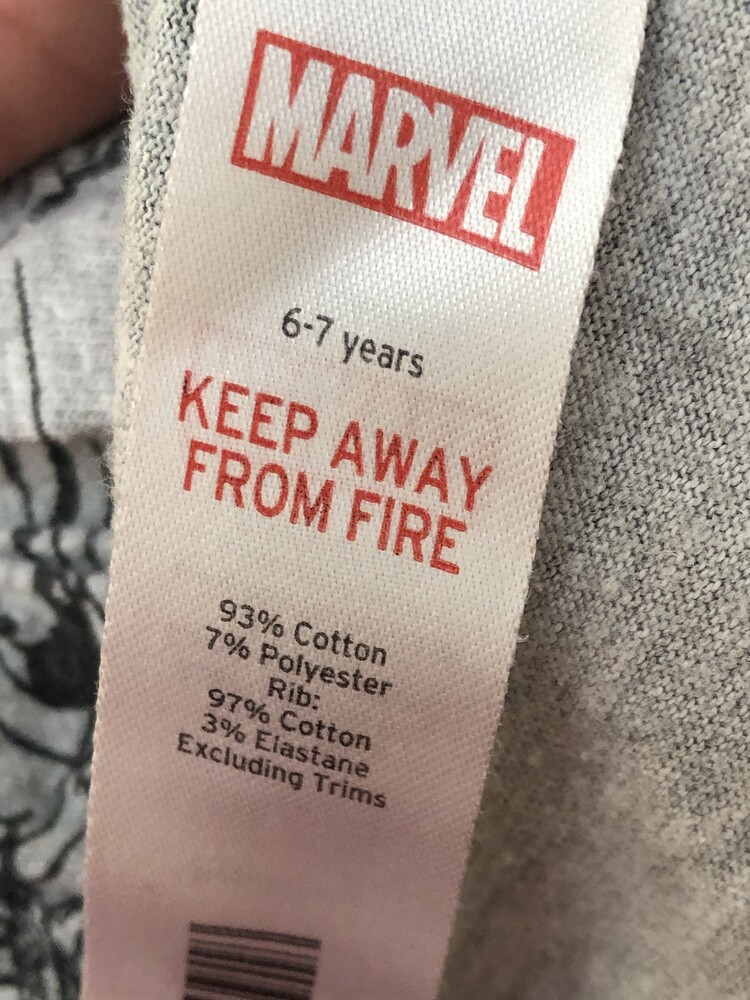 MARVEL
6-7 years
KEEP AWAY
FROM FIRE
93% Cotton
7% Polyester
Rib:
97% Cotton
3% Elastane
Excluding Trims